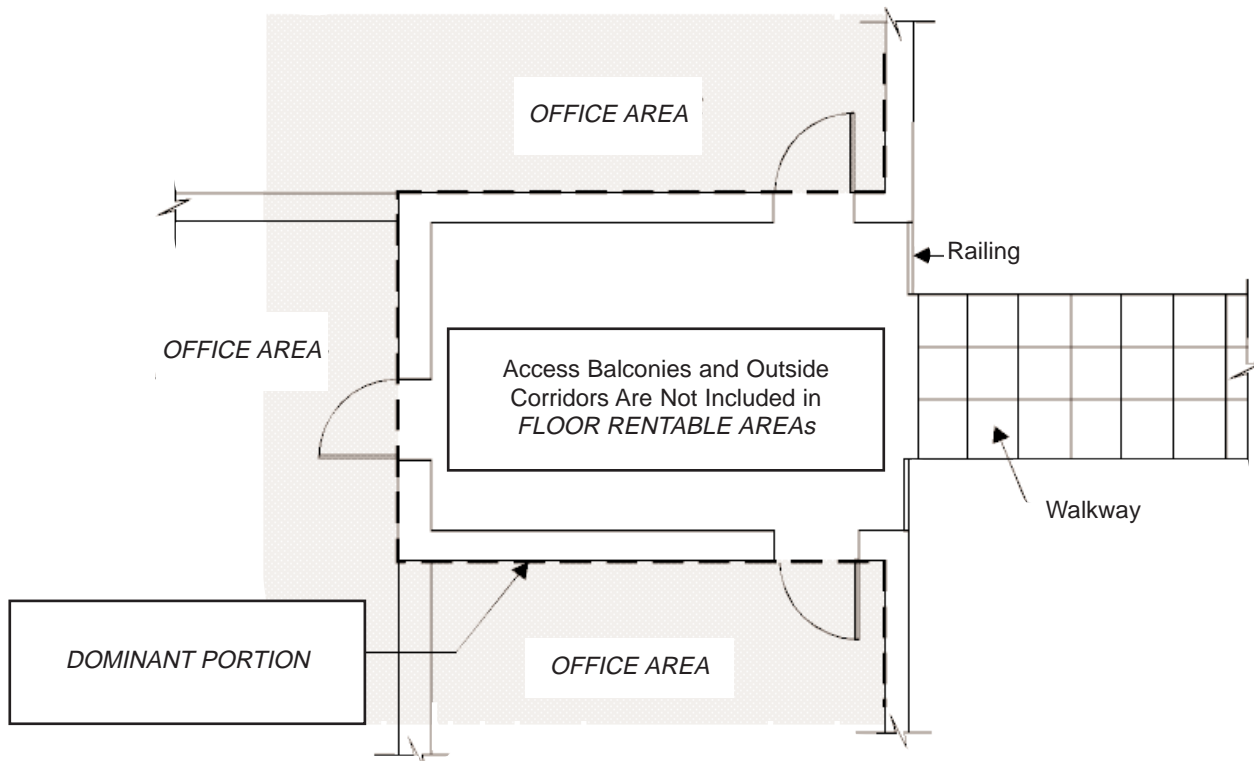 OFFICE AREA
Railing
OFFICE AREA
Access Balconies and Outside
Corridors Are Not Included in
FLOOR RENTABLE AREAs
Walkway
DOMINANT PORTION
OFFICE AREA